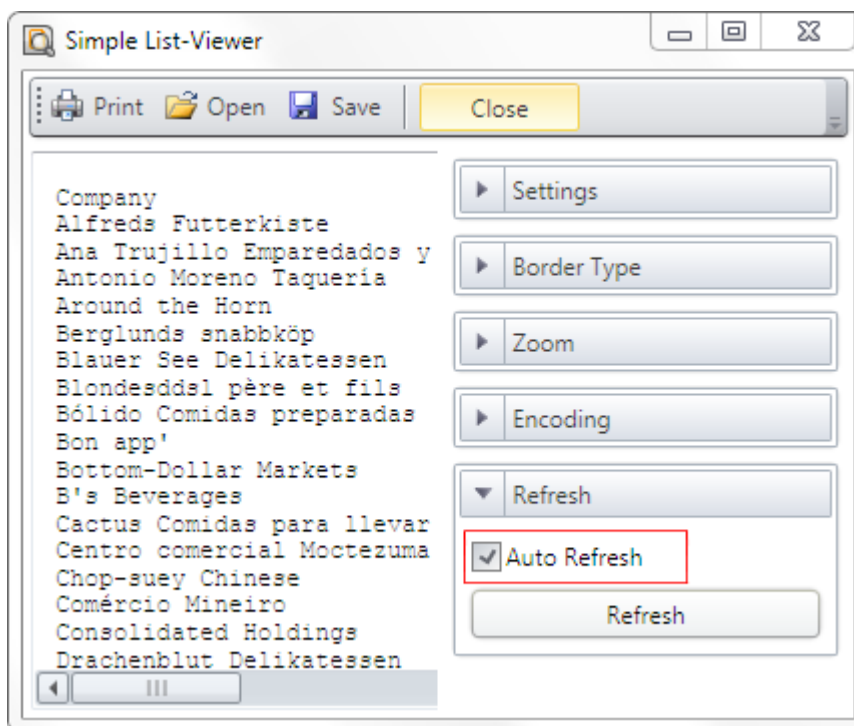 Simple List-Viewer
Print Open Save Close
Company
Alfreds Futterkiste
Ana Trujillo Emparedados y
Antonio Moreno Taquería
Around the Horn
Berglunds snabbköp
Blauer See Delikatessen
Blondesddsl père et fils
Bólido Comidas preparadas
Bon app'
Bottom-Dollar Markets
B's Beverages
Cactus Comidas para llevar
Centro comercial Moctezuma
Chop-suey Chinese
Comércio Mineiro
Consolidated Holdings
Drachenblut Delikatessen
Settings
Border Type
Zoom
Encoding
Refresh
Auto Refresh
Refresh